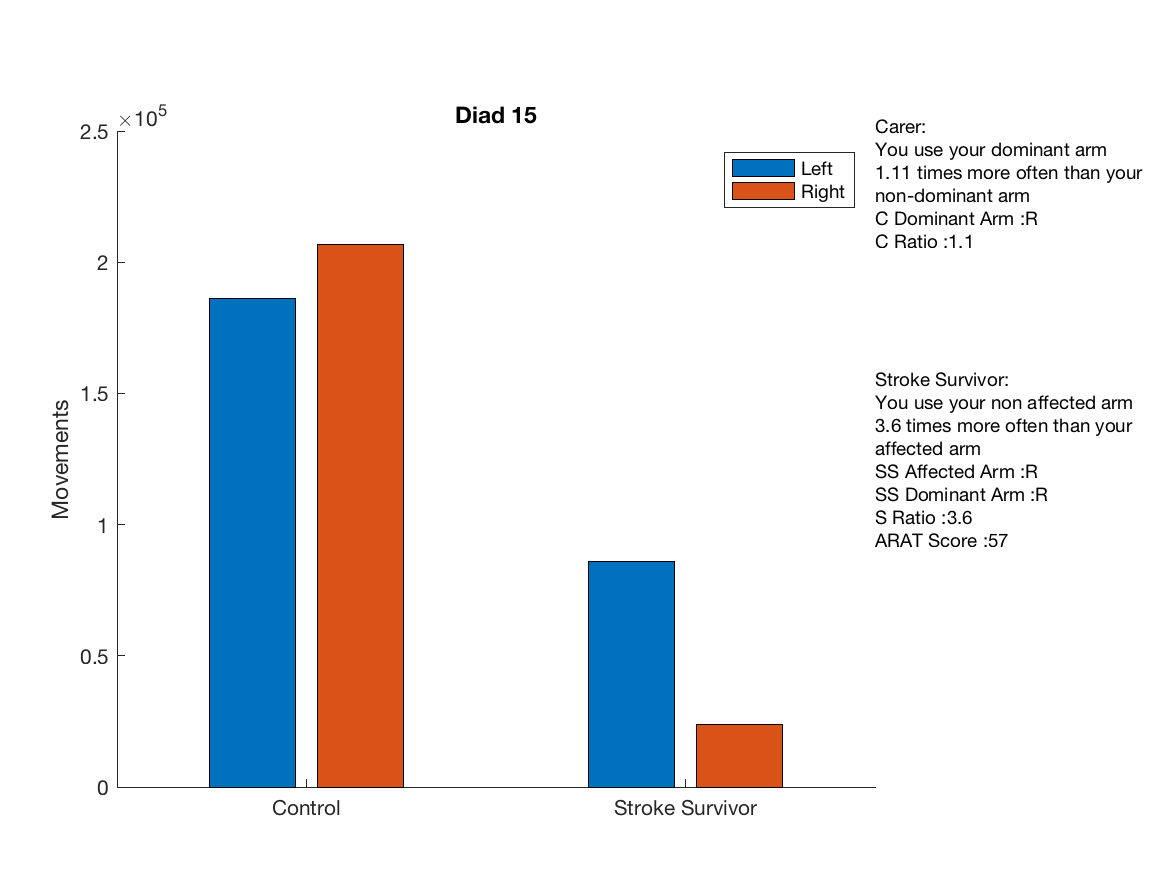 Diad 15
×10^5
2.5
2
1.5
1
0.5
0
Movements
Control
Stroke Survivor
Left
Right
Carer:
You use your dominant arm
1.11 times more often than your
non-dominant arm
C Dominant Arm :R
C Ratio :1.1
Stroke Survivor:
You use your non affected arm
3.6 times more often than your
affected arm
SS Affected Arm :R
SS Dominant Arm :R
S Ratio :3.6
ARAT Score :57